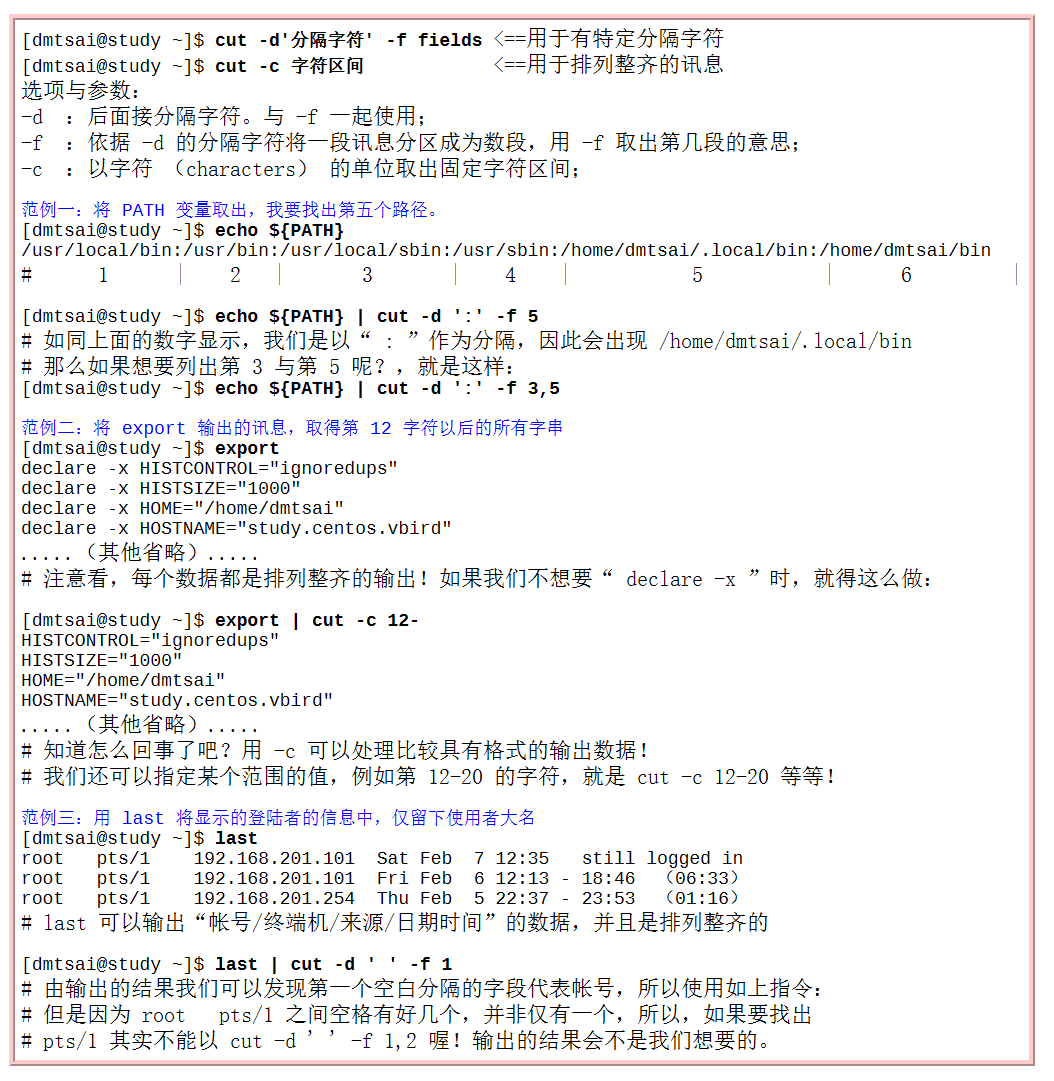 [dmtsai@study ~]$ cut -d'分隔字符' -f fields <==用于有特定分隔字符
[dmtsai@study ~]$ cut -c 字符区间 <==用于排列整齐的讯息
选项与参数：
-d ：后面接分隔字符。与 -f 一起使用；
-f ：依据 -d 的分隔字符将一段讯息分区成为数段，用 -f 取出第几段的意思；
-c ：以字符 （characters） 的单位取出固定字符区间；
范例一：将 PATH 变量取出，我要找出第五个路径。
[dmtsai@study ~]$ echo ${PATH}
/usr/local/bin:/usr/bin:/usr/local/sbin:/usr/sbin:/home/dmtsai/.local/bin:/home/dmtsai/bin
# 1 | 2 | 3 | 4 | 5 | 6 |
[dmtsai@study ~]$ echo ${PATH} | cut -d ':' -f 5
# 如同上面的数字显示，我们是以“ : ”作为分隔，因此会出现 /home/dmtsai/.local/bin
# 那么如果想要列出第 3 与第 5 呢？，就是这样：
[dmtsai@study ~]$ echo ${PATH} | cut -d ':' -f 3,5
范例二：将 export 输出的讯息，取得第 12 字符以后的所有字串
[dmtsai@study ~]$ export
declare -x HISTCONTROL="ignoredups"
declare -x HISTSIZE="1000"
declare -x HOME="/home/dmtsai"
declare -x HOSTNAME="study.centos.vbird"
.....（其他省略）.....
# 注意看，每个数据都是排列整齐的输出！如果我们不想要“ declare -x ”时，就得这么做：
[dmtsai@study ~]$ export | cut -c 12-
HISTCONTROL="ignoredups"
HISTSIZE="1000"
HOME="/home/dmtsai"
HOSTNAME="study.centos.vbird"
.....（其他省略）.....
# 知道怎么回事了吧？用 -c 可以处理比较具有格式的输出数据！
# 我们还可以指定某个范围的值，例如第 12-20 的字符，就是 cut -c 12-20 等等！
范例三：用 last 将显示的登陆者的信息中，仅留下使用者大名
[dmtsai@study ~]$ last
root pts/1 192.168.201.101 Sat Feb 7 12:35 still logged in
root pts/1 192.168.201.101 Fri Feb 6 12:13 - 18:46 （06:33）
root pts/1 192.168.201.254 Thu Feb 5 22:37 - 23:53 （01:16）
# last 可以输出“帐号/终端机/来源/日期时间”的数据，并且是排列整齐的
[dmtsai@study ~]$ last | cut -d ' ' -f 1
# 由输出的结果我们可以发现第一个空白分隔的字段代表帐号，所以使用如上指令：
# 但是因为 root pts/1 之间空格有好几个，并非仅有一个，所以，如果要找出
# pts/1 其实不能以 cut -d ' ' -f 1,2 喔！输出的结果会不是我们想要的。